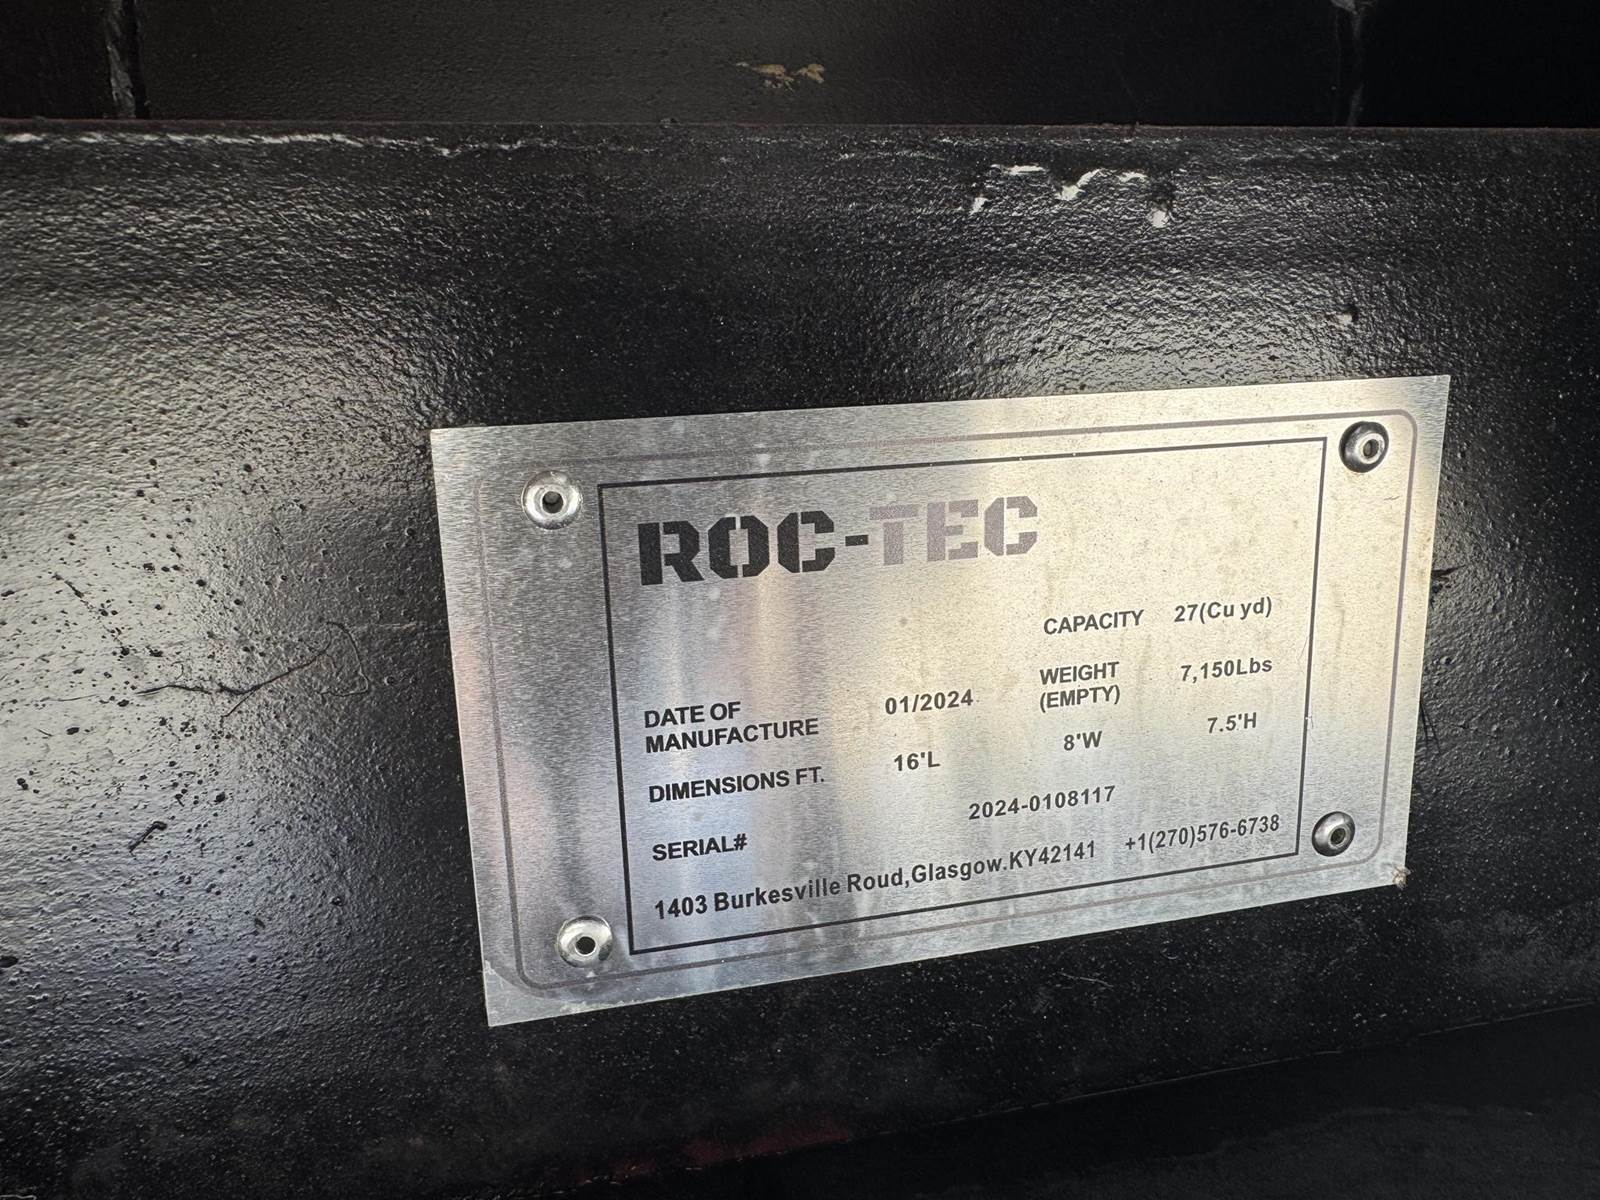 ROC-TEC
CAPACITY 27(Cu yd)
DATE OF MANUFACTURE 01/2024 WEIGHT (EMPTY) 7,150Lbs
DIMENSIONS FT. 16'L 8'W 7.5'H
SERIAL# 2024-0108117
1403 Burkesville Roud,Glasgow.KY42141 +1(270)576-6738